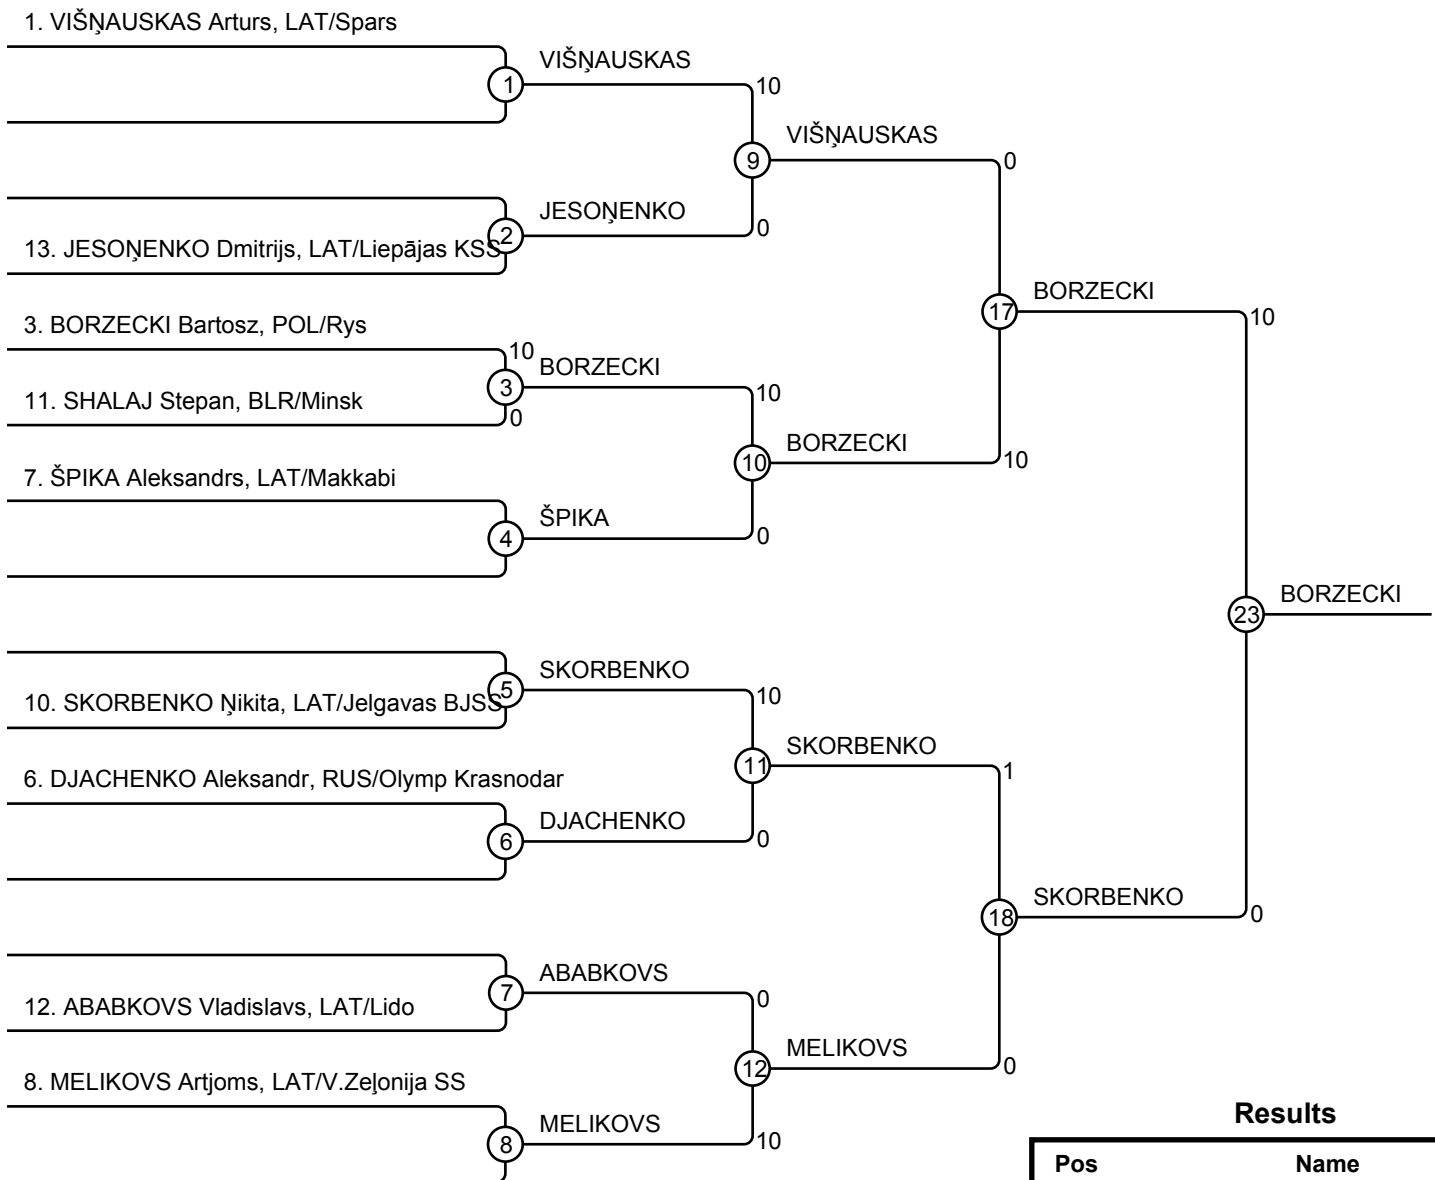 1. VIŠŅAUSKAS Arturs, LAT/Spars
VIŠŅAUSKAS
1
10
VIŠŅAUSKAS
9
0
JESOŅENKO
2
0
13. JESOŅENKO Dmitrijs, LAT/Liepājas KSS
BORZECKI
17
10
3. BORZECKI Bartosz, POL/Rys
10
BORZECKI
3
10
11. SHALAJ Stepan, BLR/Minsk
0
BORZECKI
10
10
7. ŠPIKA Aleksandrs, LAT/Makkabi
ŠPIKA
4
0
BORZECKI
23
SKORBENKO
5
10
10. SKORBENKO Ņikita, LAT/Jelgavas BJSS
SKORBENKO
11
1
6. DJACHENKO Aleksandr, RUS/Olymp Krasnodar
DJACHENKO
6
0
SKORBENKO
18
0
ABABKOVS
7
0
12. ABABKOVS Vladislavs, LAT/Lido
MELIKOVS
12
0
8. MELIKOVS Artjoms, LAT/V.Zeļonija SS
MELIKOVS
8
10
Results
Pos Name